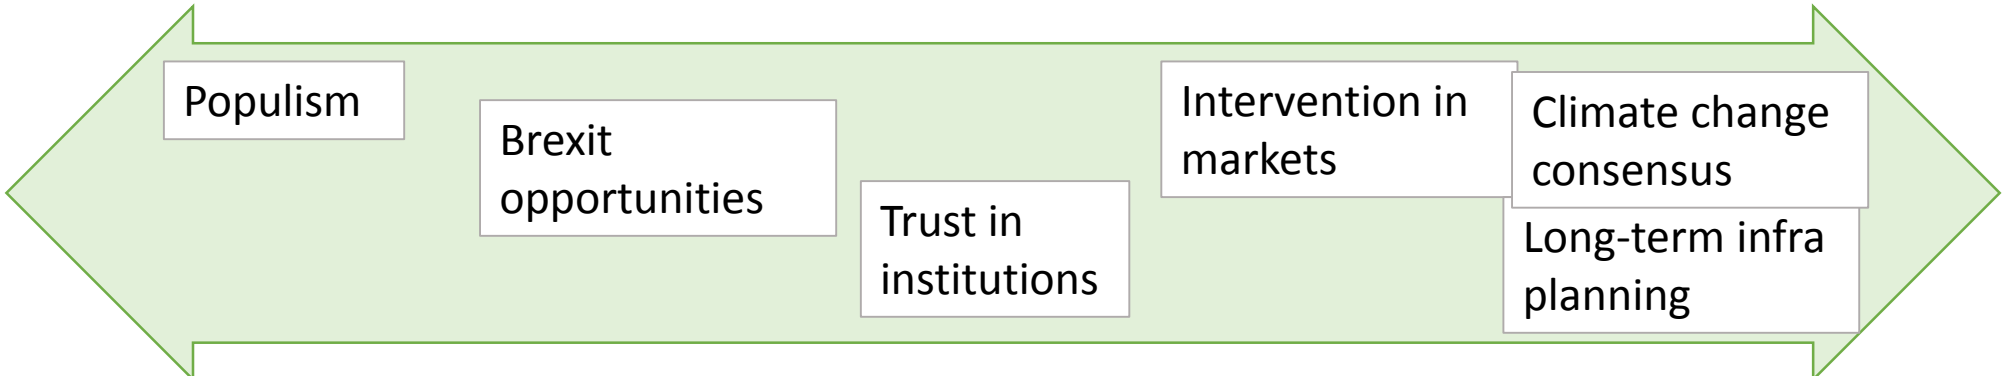 Populism
Brexit
opportunities
Trust in
institutions
Intervention in
markets
Climate change
consensus
Long-term infra
planning